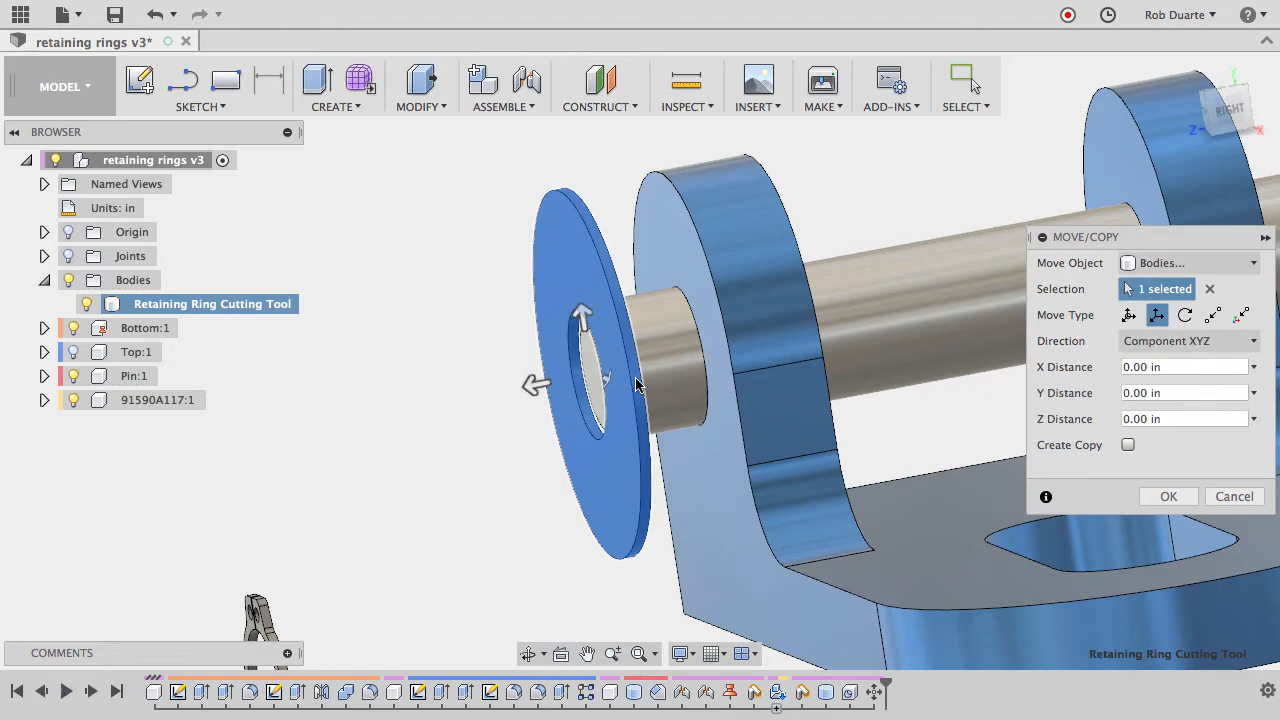 Rob Duarte
retaining rings v3*
MODEL
SKETCH
CREATE
MODIFY
ASSEMBLE
CONSTRUCT
INSPECT
INSERT
MAKE
ADD-INS
SELECT
BROWSER
retaining rings v3
Named Views
Units: in
Origin
Joints
Bodies
Retaining Ring Cutting Tool
Bottom:1
Top:1
Pin:1
91590A117:1
Y
RIGHT
Z
X
MOVE/COPY
Move Object
Bodies...
Selection
1 selected
Move Type
Direction
Component XYZ
X Distance
0.00 in
Y Distance
0.00 in
Z Distance
0.00 in
Create Copy
OK
Cancel
COMMENTS
Retaining Ring Cutting Tool